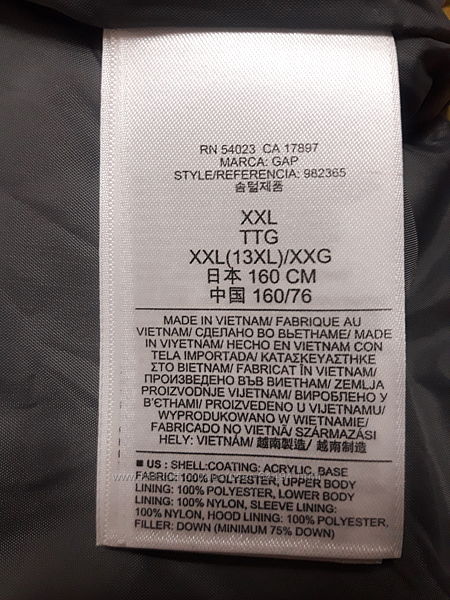 RN 54023 CA 17897
MARCA: GAP
STYLE/REFERENCIA: 982365
솜털제품
XXL
TTG
XXL(13XL)/XXG
日本 160 CM
中国 160/76
MADE IN VIETNAM/ FABRIQUE AU
VIETNAM/ СДЕЛАНО ВО ВЬЕТНАМЕ/ MADE
IN VIYETNAM/ HECHO EN VIETNAM CON
TELA IMPORTADA/ ΚΑΤΑΣΚΕΥΑΣΤΗΚΕ
ΣΤΟ ΒΙΕΤΝΑΜ/ FABRICAT ÎN VIETNAM/
ПРОИЗВЕДЕНО ВЪВ ВИЕТНАМ/ ZEMLJA
PROIZVODNJE VIJETNAM/ ВИРОБЛЕНО У
В'ЄТНАМІ/ PROIZVEDENO U VIJETNAMU/
WYPRODUKOWANO W WIETNAMIE/
FABRICADO NO VIETNÃ/ SZÁRMAZÁSI
HELY: VIETNÁM/ 越南製造/ 越南制造
US : SHELL:COATING: ACRYLIC, BASE
FABRIC: 100% POLYESTER, UPPER BODY
LINING: 100% POLYESTER, LOWER BODY
LINING: 100% NYLON, SLEEVE LINING:
100% NYLON, HOOD LINING: 100% POLYESTER,
FILLER: DOWN (MINIMUM 75% DOWN)